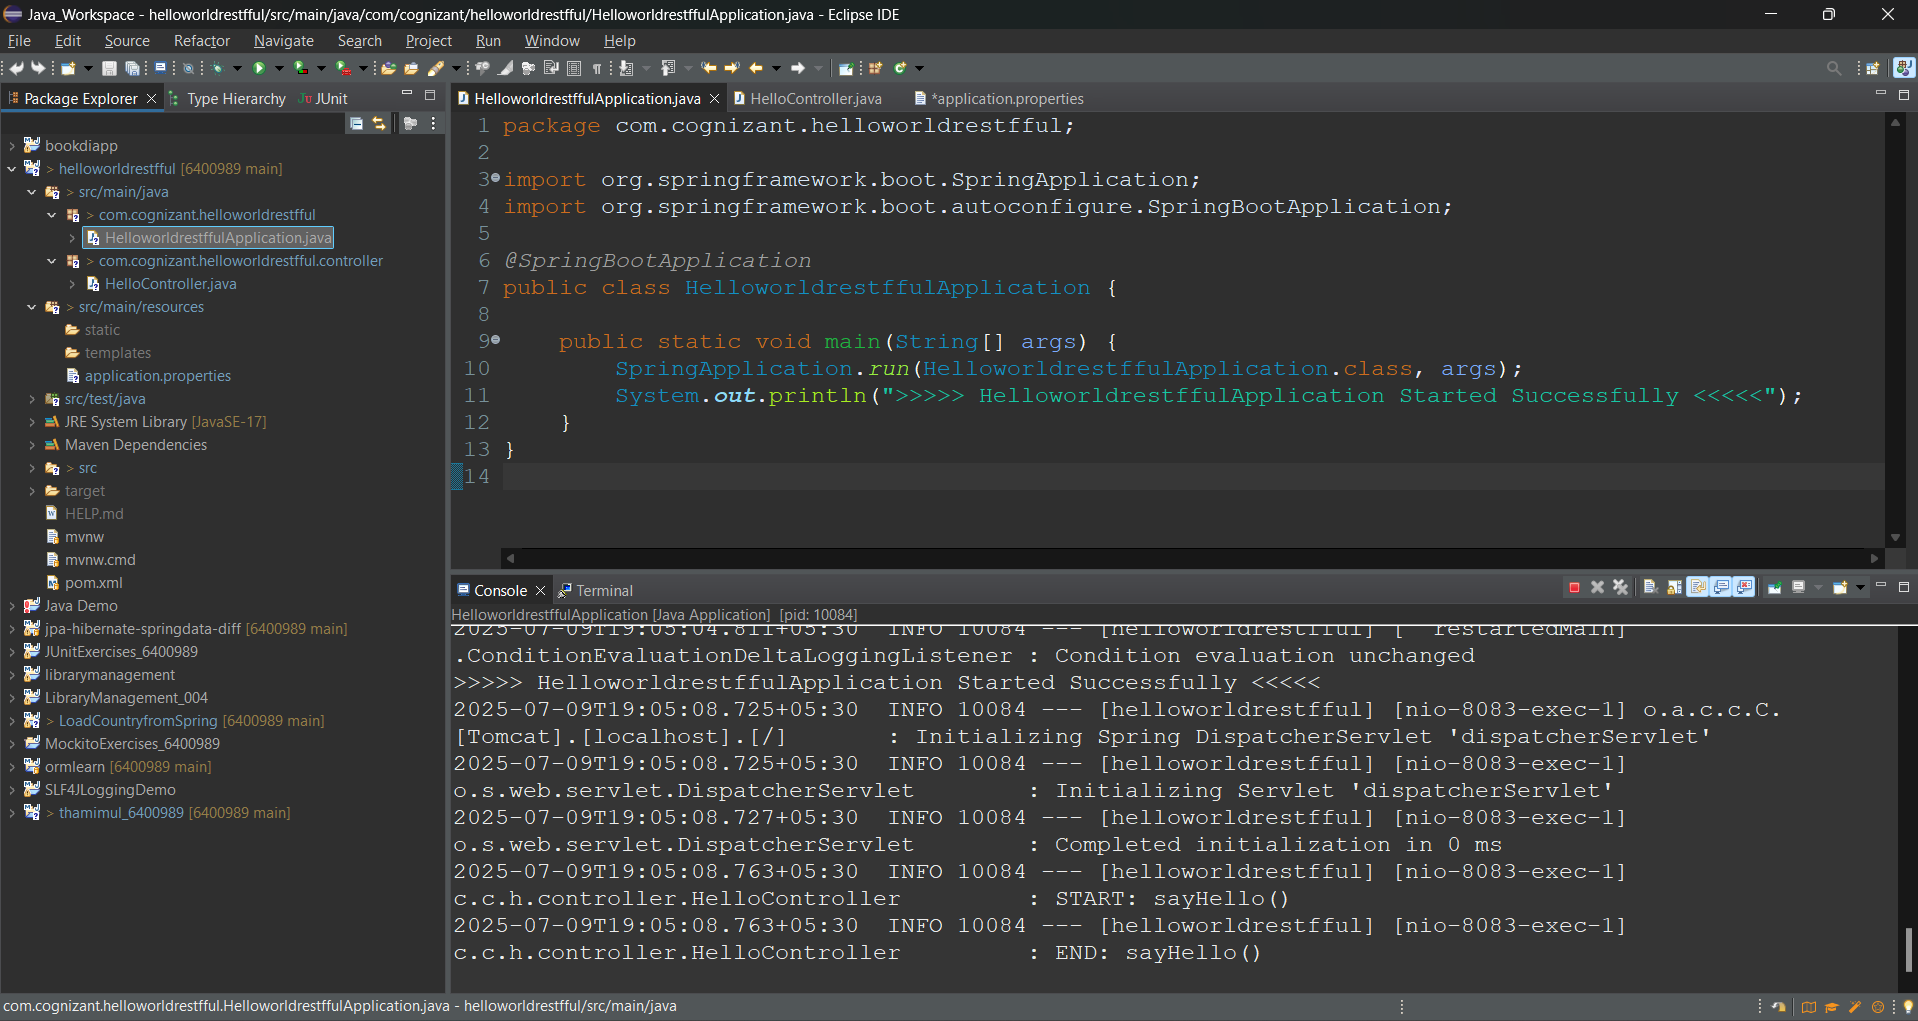 Java_Workspace - helloworldrestfful/src/main/java/com/cognizant/helloworldrestfful/HelloworldrestffulApplication.java - Eclipse IDE
File Edit Source Refactor Navigate Search Project Run Window Help
Package Explorer Type Hierarchy JUnit
bookdiapp
> helloworldrestfful [6400989 main]
> src/main/java
> com.cognizant.helloworldrestfful
HelloworldrestffulApplication.java
> com.cognizant.helloworldrestfful.controller
HelloController.java
> src/main/resources
static
templates
application.properties
src/test/java
JRE System Library [JavaSE-17]
Maven Dependencies
> src
target
HELP.md
mvnw
mvnw.cmd
pom.xml
Java Demo
jpa-hibernate-springdata-diff [6400989 main]
JUnitExercises_6400989
librarymanagement
LibraryManagement_004
> LoadCountryfromSpring [6400989 main]
MockitoExercises_6400989
ormlearn [6400989 main]
SLF4JLoggingDemo
> thamimul_6400989 [6400989 main]
HelloworldrestffulApplication.java HelloController.java *application.properties
1 package com.cognizant.helloworldrestfful;
2
3 import org.springframework.boot.SpringApplication;
4 import org.springframework.boot.autoconfigure.SpringBootApplication;
5
6 @SpringBootApplication
7 public class HelloworldrestffulApplication {
8
9 public static void main(String[] args) {
10 SpringApplication.run(HelloworldrestffulApplication.class, args);
11 System.out.println(">>>>> HelloworldrestffulApplication Started Successfully <<<<<");
12 }
13 }
14
Console Terminal
HelloworldrestffulApplication [Java Application] [pid: 10084]
2025-07-09T19:05:04.811+05:30 INFO 10084 --- [helloworldrestfful] [ restartedMain]
.ConditionEvaluationDeltaLoggingListener : Condition evaluation unchanged
>>>>> HelloworldrestffulApplication Started Successfully <<<<<
2025-07-09T19:05:08.725+05:30 INFO 10084 --- [helloworldrestfful] [nio-8083-exec-1] o.a.c.c.C.
[Tomcat].[localhost].[/] : Initializing Spring DispatcherServlet 'dispatcherServlet'
2025-07-09T19:05:08.725+05:30 INFO 10084 --- [helloworldrestfful] [nio-8083-exec-1]
o.s.web.servlet.DispatcherServlet : Initializing Servlet 'dispatcherServlet'
2025-07-09T19:05:08.727+05:30 INFO 10084 --- [helloworldrestfful] [nio-8083-exec-1]
o.s.web.servlet.DispatcherServlet : Completed initialization in 0 ms
2025-07-09T19:05:08.763+05:30 INFO 10084 --- [helloworldrestfful] [nio-8083-exec-1]
c.c.h.controller.HelloController : START: sayHello()
2025-07-09T19:05:08.763+05:30 INFO 10084 --- [helloworldrestfful] [nio-8083-exec-1]
c.c.h.controller.HelloController : END: sayHello()
com.cognizant.helloworldrestfful.HelloworldrestffulApplication.java - helloworldrestfful/src/main/java